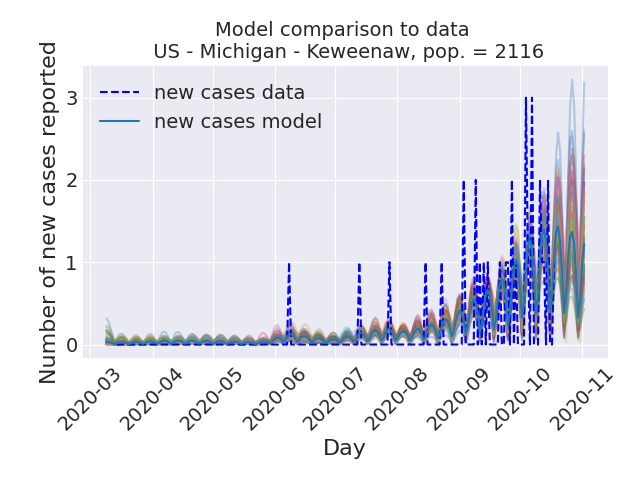 Model comparison to data
US - Michigan - Keweenaw, pop. = 2116
Number of new cases reported
3
2
1
0
new cases data
new cases model
2020-03
2020-04
2020-05
2020-06
2020-07
2020-08
2020-09
2020-10
2020-11
Day